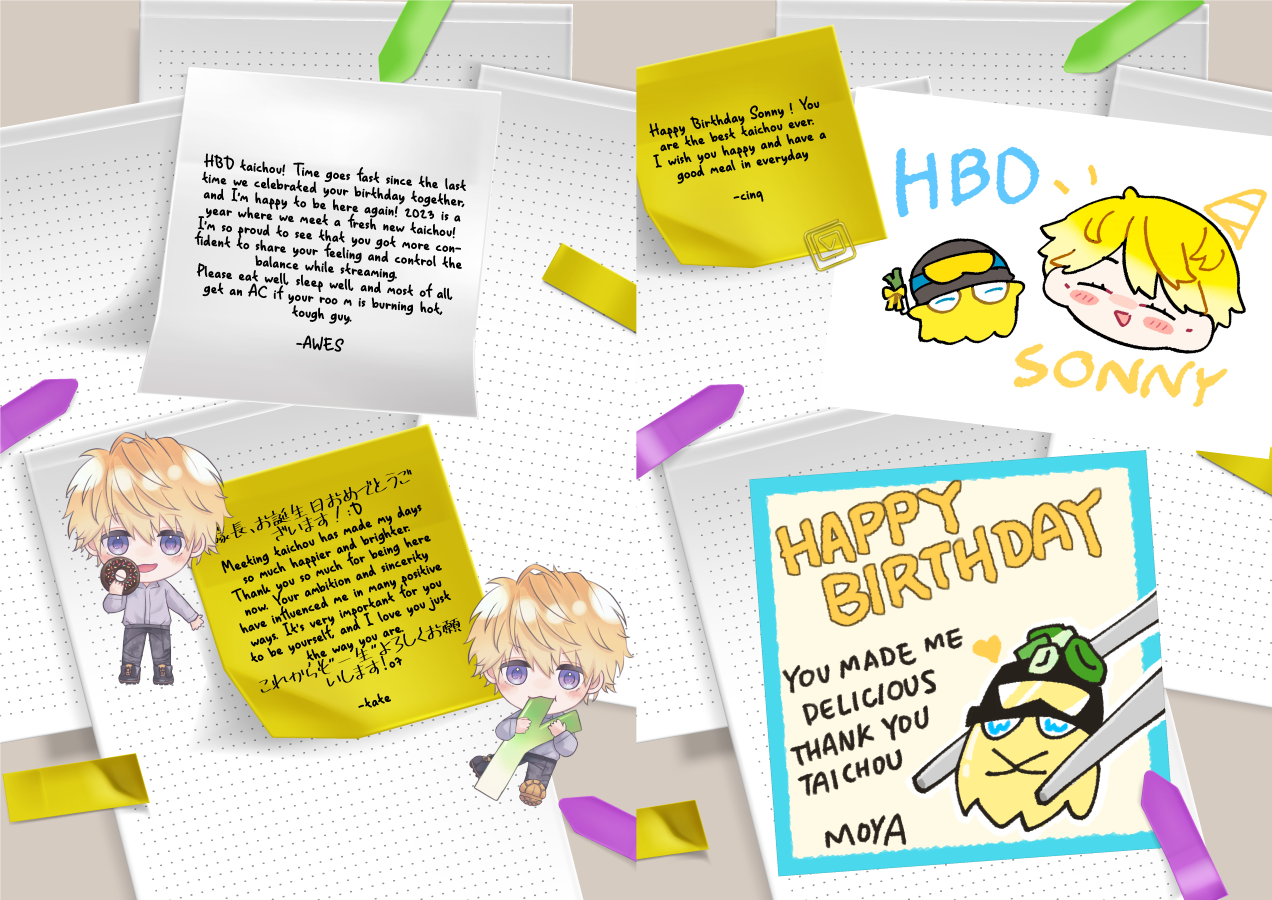 HBD taichou! Time goes fast since the last
time we celebrated your birthday together,
and I'm happy to be here again! 2023 is a
year where we meet a fresh new taichou!
I'm so proud to see that you got more con-
fident to share your feeling and control the
balance while streaming.
Please eat well, sleep well, and most of all,
get an AC if your roo m is burning hot,
tough guy.
-AWES
隊長、お誕生日おめでとうご
ざいます！:D
Meeting taichou has made my days
so much happier and brighter.
Thank you so much for being here
now. Your ambition and sincerity
have influenced me in many positive
ways. It's very important for you
to be yourself, and I love you just
the way you are.
これからも"一生"よろしくお願
いします！07
-kate
Happy Birthday Sonny ! You
are the best taichou ever.
I wish you happy and have a
good meal in everyday
-cinq
HBD
SONNY
HAPPY
BIRTHDAY
YOU MADE ME
DELICIOUS
THANK YOU
TAICHOU
MOYA